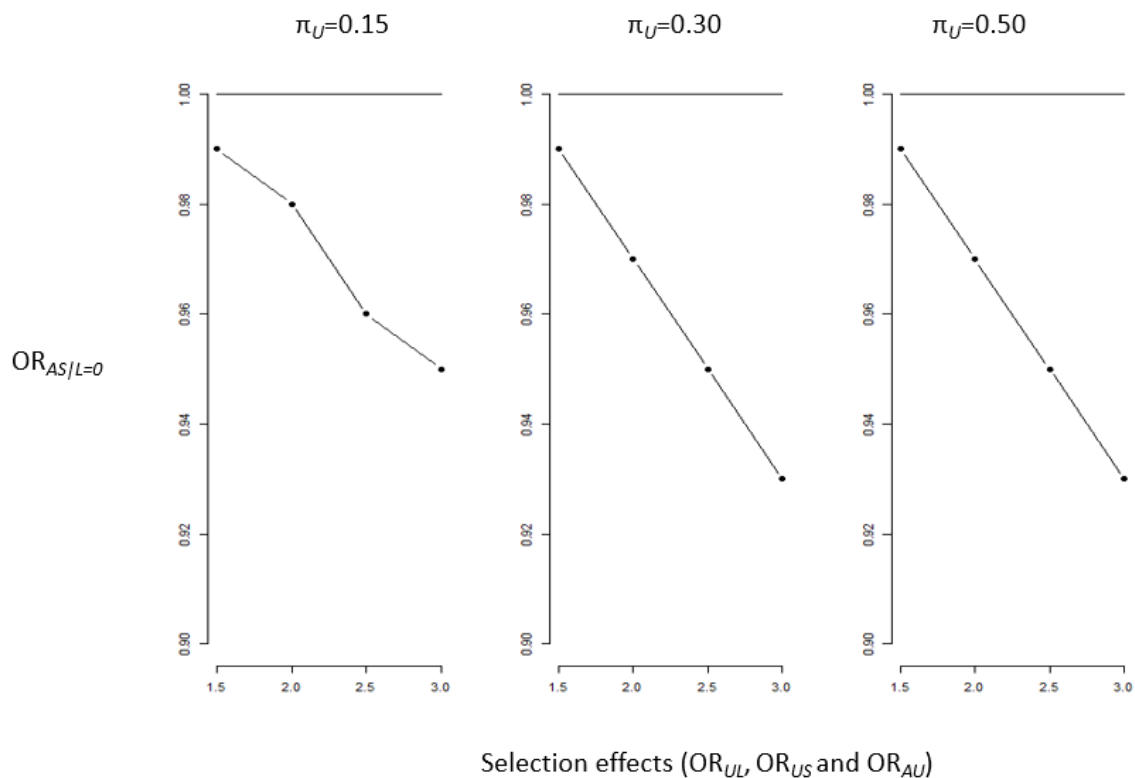 π_U=0.15 π_U=0.30 π_U=0.50
1.00 1.00 1.00
0.98 0.98 0.98
0.96 0.96 0.96
OR_AS|L=0
0.94 0.94 0.94
0.92 0.92 0.92
0.90 0.90 0.90
1.5 2.0 2.5 3.0 1.5 2.0 2.5 3.0 1.5 2.0 2.5 3.0
Selection effects (OR_UL, OR_US and OR_AU)